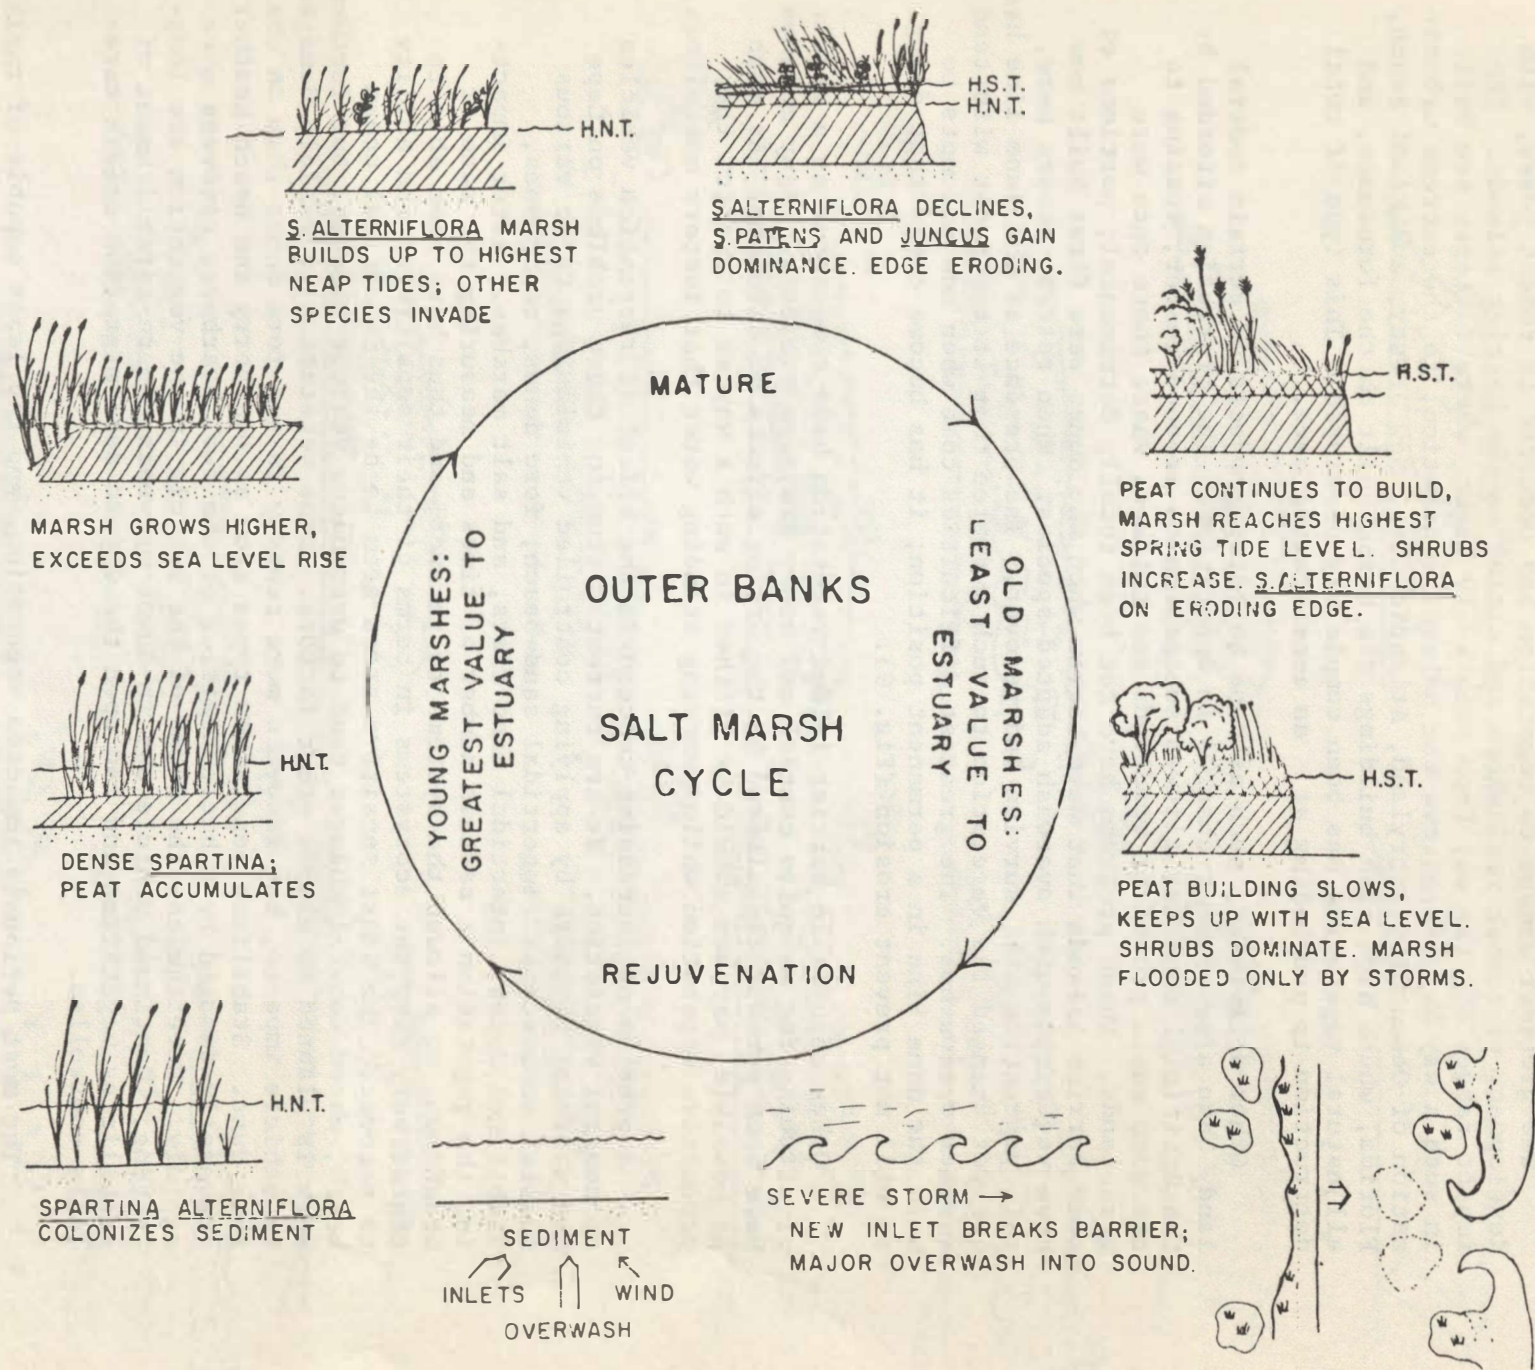 H.N.T.
S. ALTERNIFLORA MARSH
BUILDS UP TO HIGHEST
NEAP TIDES; OTHER
SPECIES INVADE
H.S.T.
H.N.T.
S. ALTERNIFLORA DECLINES,
S. PATENS AND JUNCUS GAIN
DOMINANCE. EDGE ERODING.
H.S.T.
PEAT CONTINUES TO BUILD,
MARSH REACHES HIGHEST
SPRING TIDE LEVEL. SHRUBS
INCREASE. S. ALTERNIFLORA
ON ERODING EDGE.
H.S.T.
PEAT BUILDING SLOWS,
KEEPS UP WITH SEA LEVEL.
SHRUBS DOMINATE. MARSH
FLOODED ONLY BY STORMS.
SEVERE STORM →
NEW INLET BREAKS BARRIER;
MAJOR OVERWASH INTO SOUND.
SEDIMENT
INLETS
WIND
OVERWASH
H.N.T.
SPARTINA ALTERNIFLORA
COLONIZES SEDIMENT
H.N.T.
DENSE SPARTINA;
PEAT ACCUMULATES
MARSH GROWS HIGHER,
EXCEEDS SEA LEVEL RISE
MATURE
OLD MARSHES:
LEAST VALUE TO
ESTUARY
REJUVENATION
YOUNG MARSHES:
GREATEST VALUE TO
ESTUARY
OUTER BANKS
SALT MARSH
CYCLE